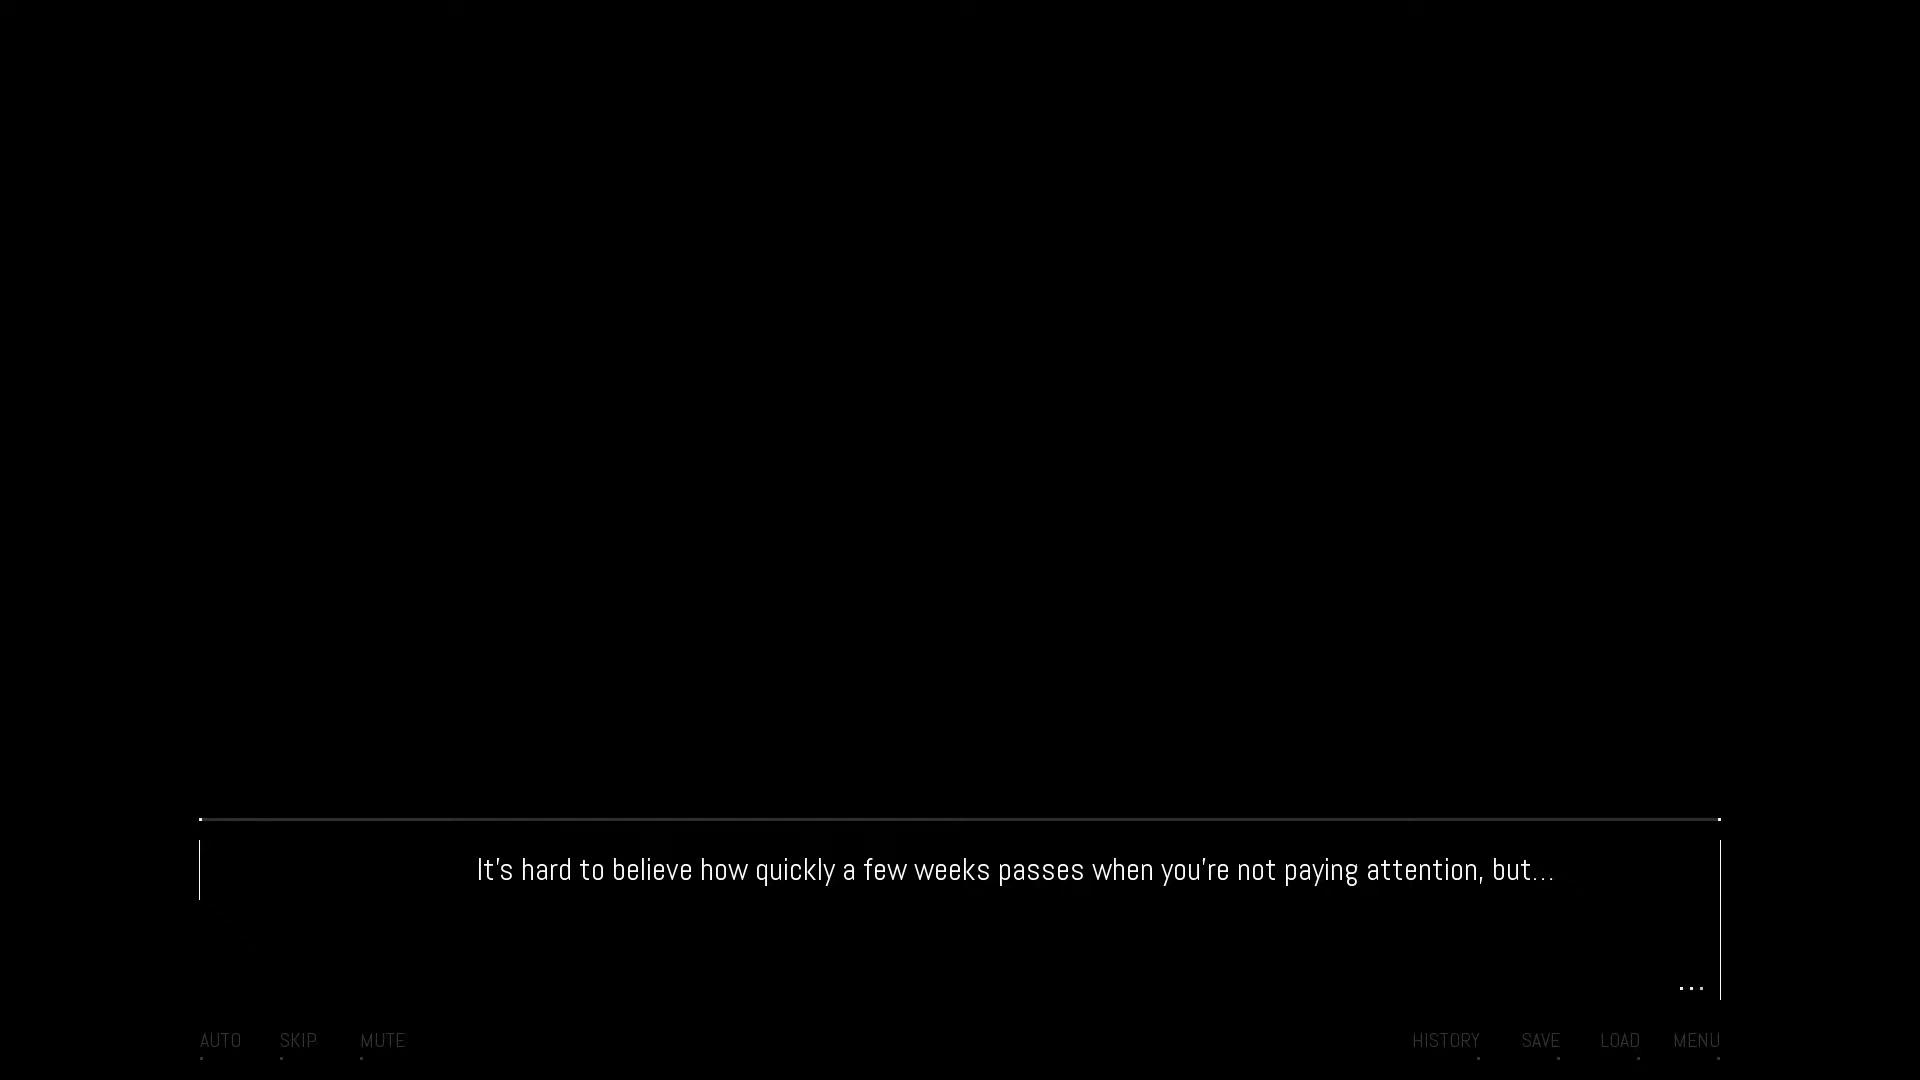 It's hard to believe how quickly a few weeks passes when you're not paying attention, but...
...
AUTO SKIP MUTE HISTORY SAVE LOAD MENU